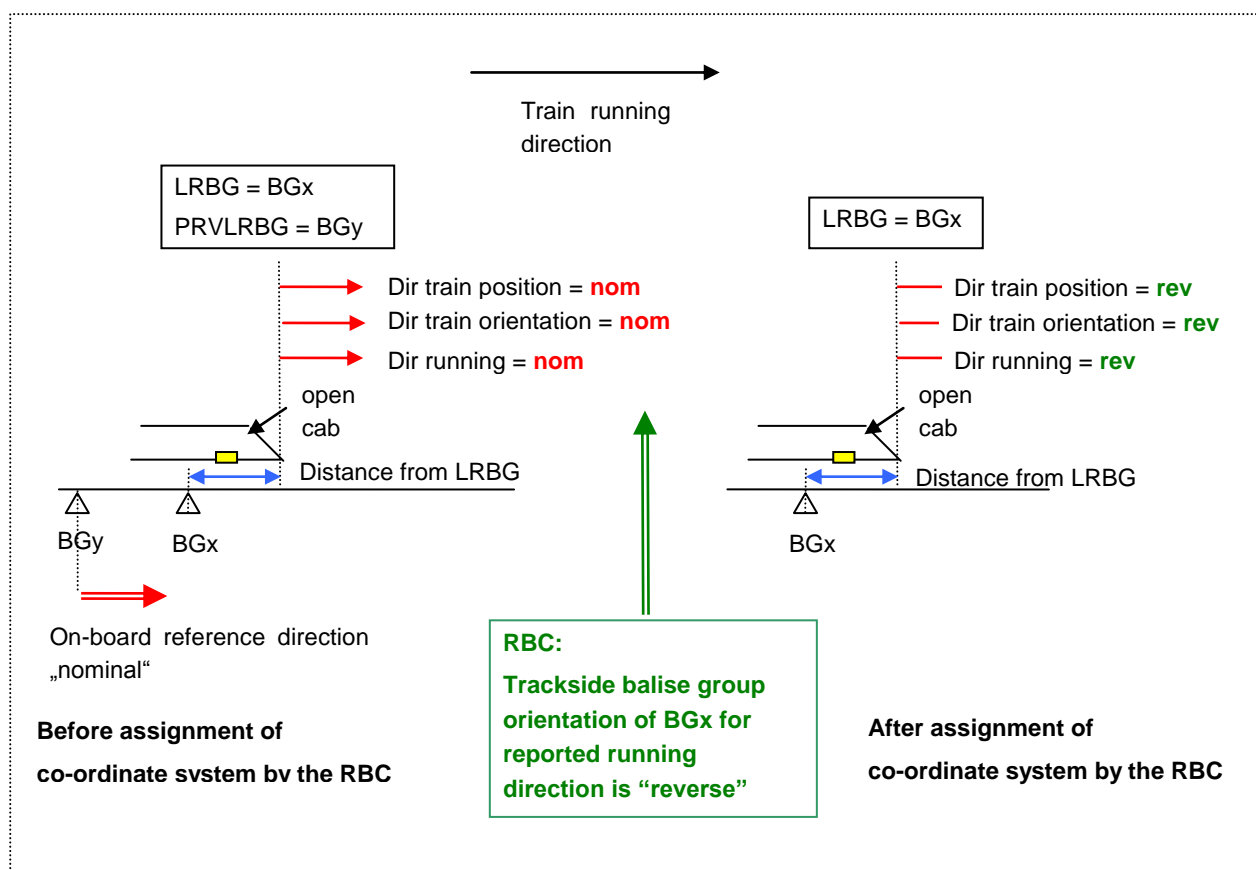 Train running
direction
LRBG = BGx
PRVLRBG = BGy
LRBG = BGx
Dir train position = nom
Dir train orientation = nom
Dir running = nom
Dir train position = rev
Dir train orientation = rev
Dir running = rev
open
cab
open
cab
Distance from LRBG
Distance from LRBG
BGy
BGx
BGx
On-board reference direction
„nominal“
RBC:
Trackside balise group
orientation of BGx for
reported running
direction is “reverse”
Before assignment of
co-ordinate system by the RBC
After assignment of
co-ordinate system by the RBC